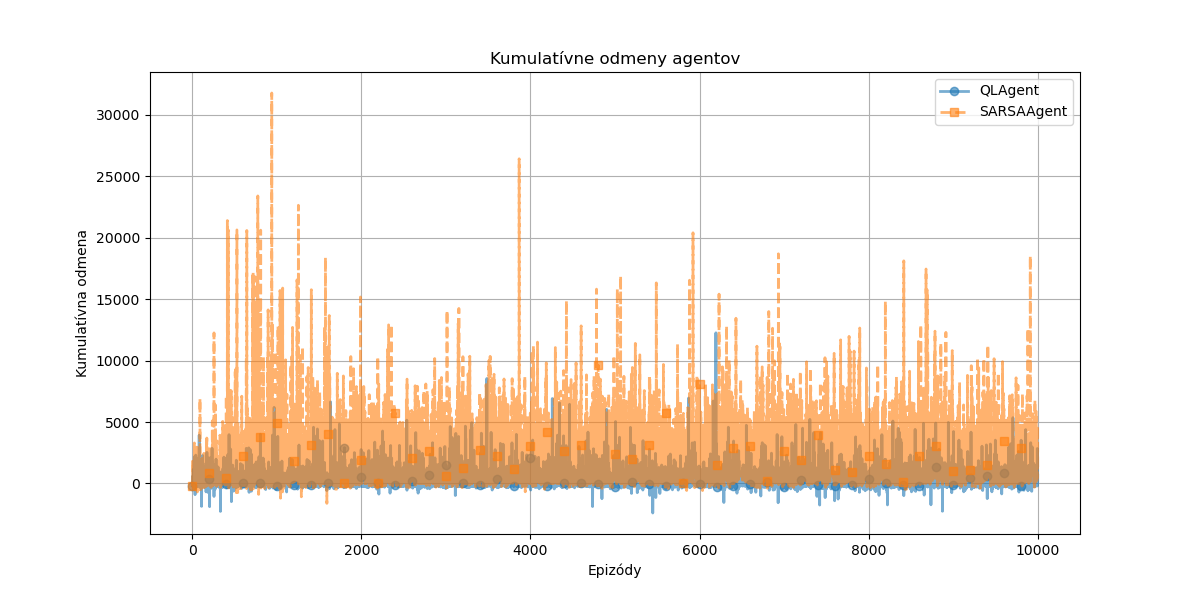 Kumulatívne odmeny agentov
QLAgent
SARSAAgent
Kumulatívna odmena
30000
25000
20000
15000
10000
5000
0
0 2000 4000 6000 8000 10000
Epizódy